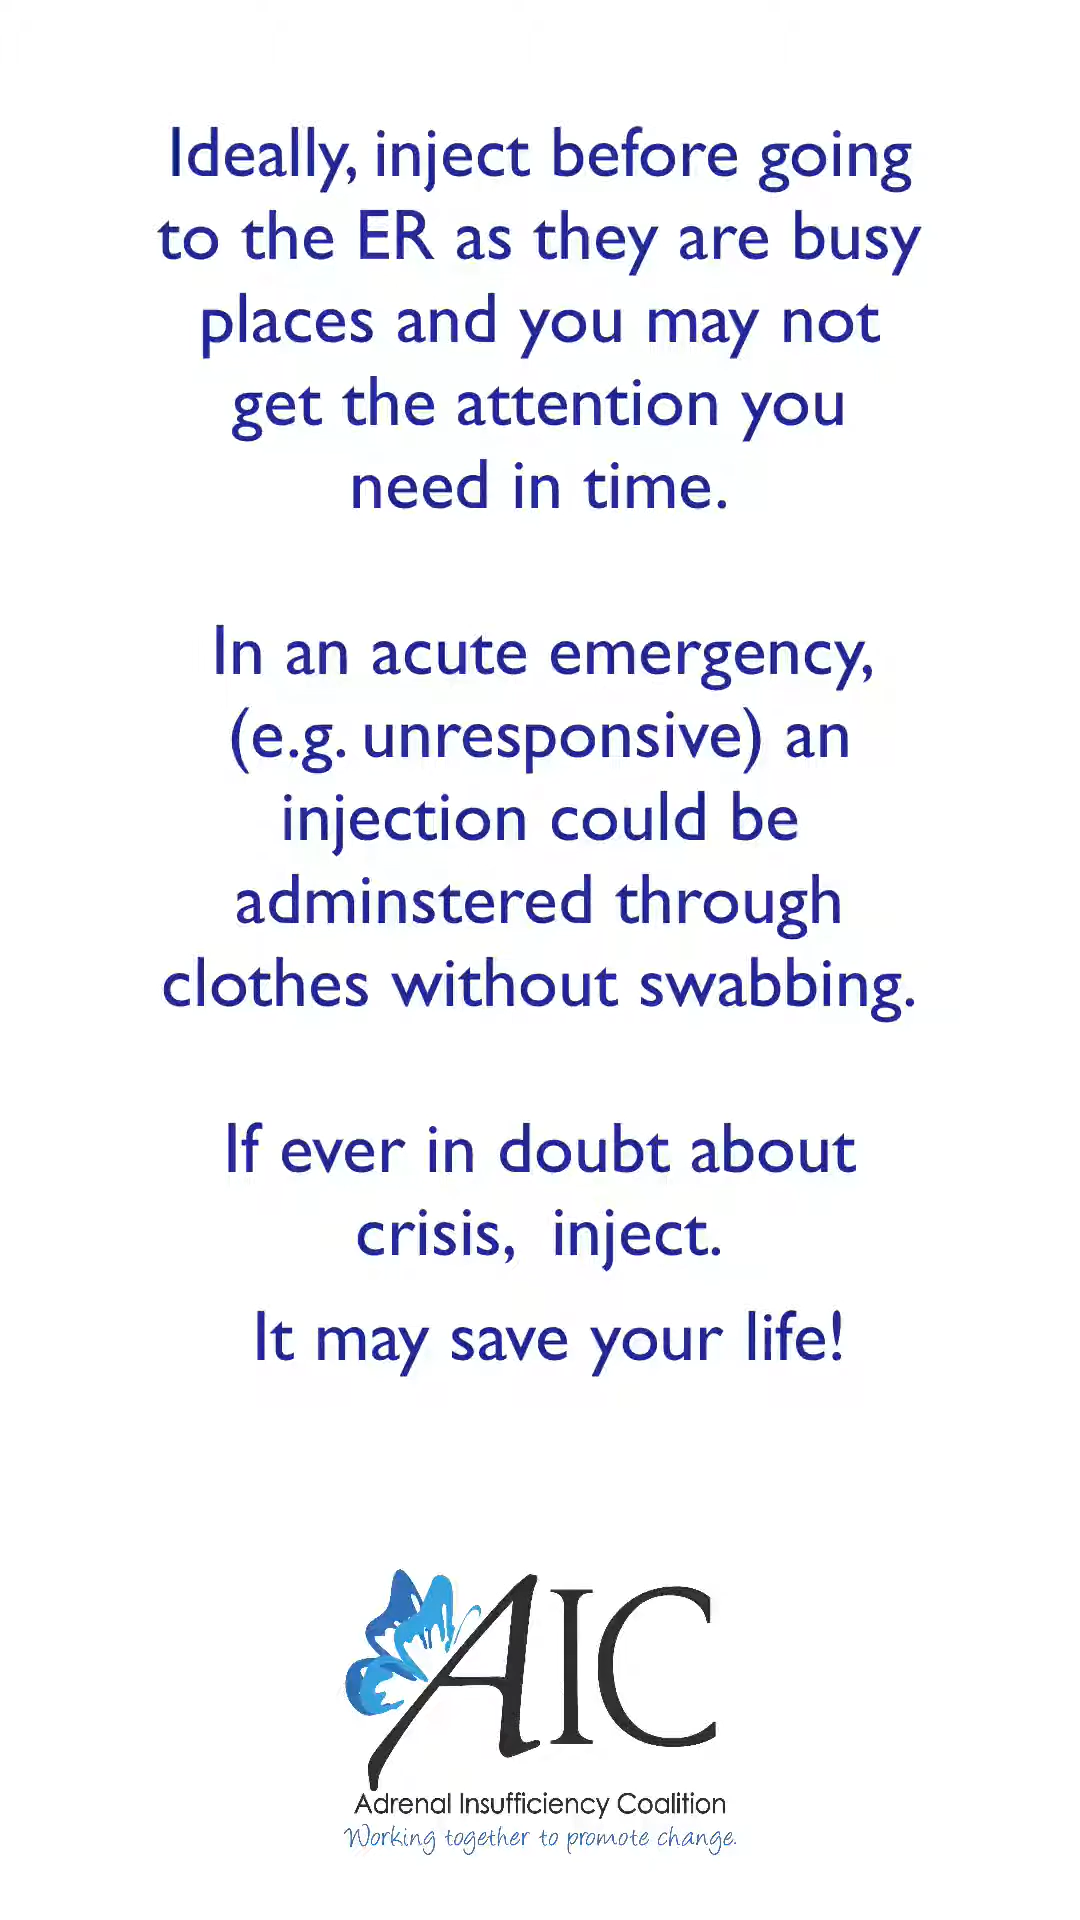 Ideally, inject before going
to the ER as they are busy
places and you may not
get the attention you
need in time.
In an acute emergency,
(e.g. unresponsive) an
injection could be
adminstered through
clothes without swabbing.
If ever in doubt about
crisis, inject.
It may save your life!
AIC
Adrenal Insufficiency Coalition
Working together to promote change.